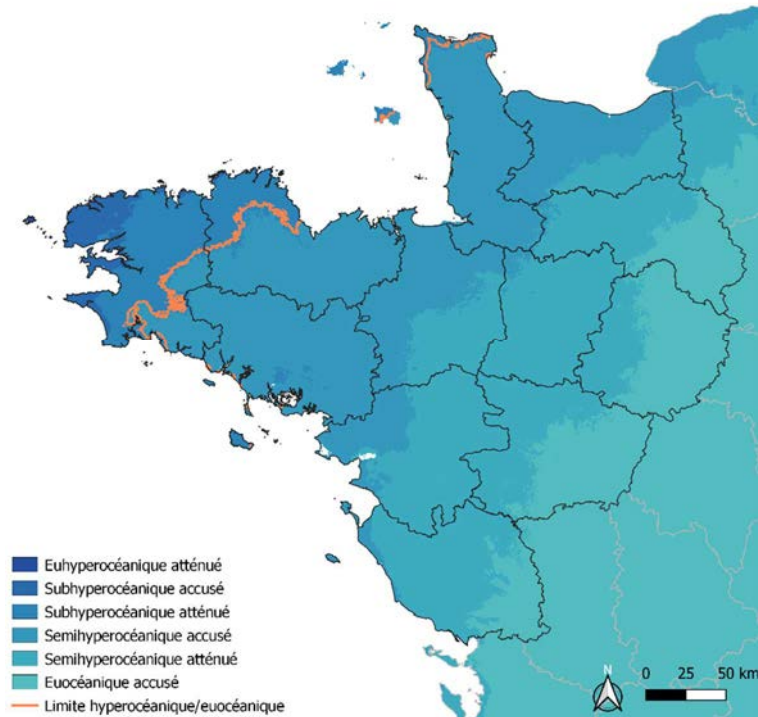 Euhyperocéanique atténué
Subhyperocéanique accusé
Subhyperocéanique atténué
Semihyperocéanique accusé
Semihyperocéanique atténué
Euocéanique accusé
Limite hyperocéanique/euocéanique
N
0 25 50 km